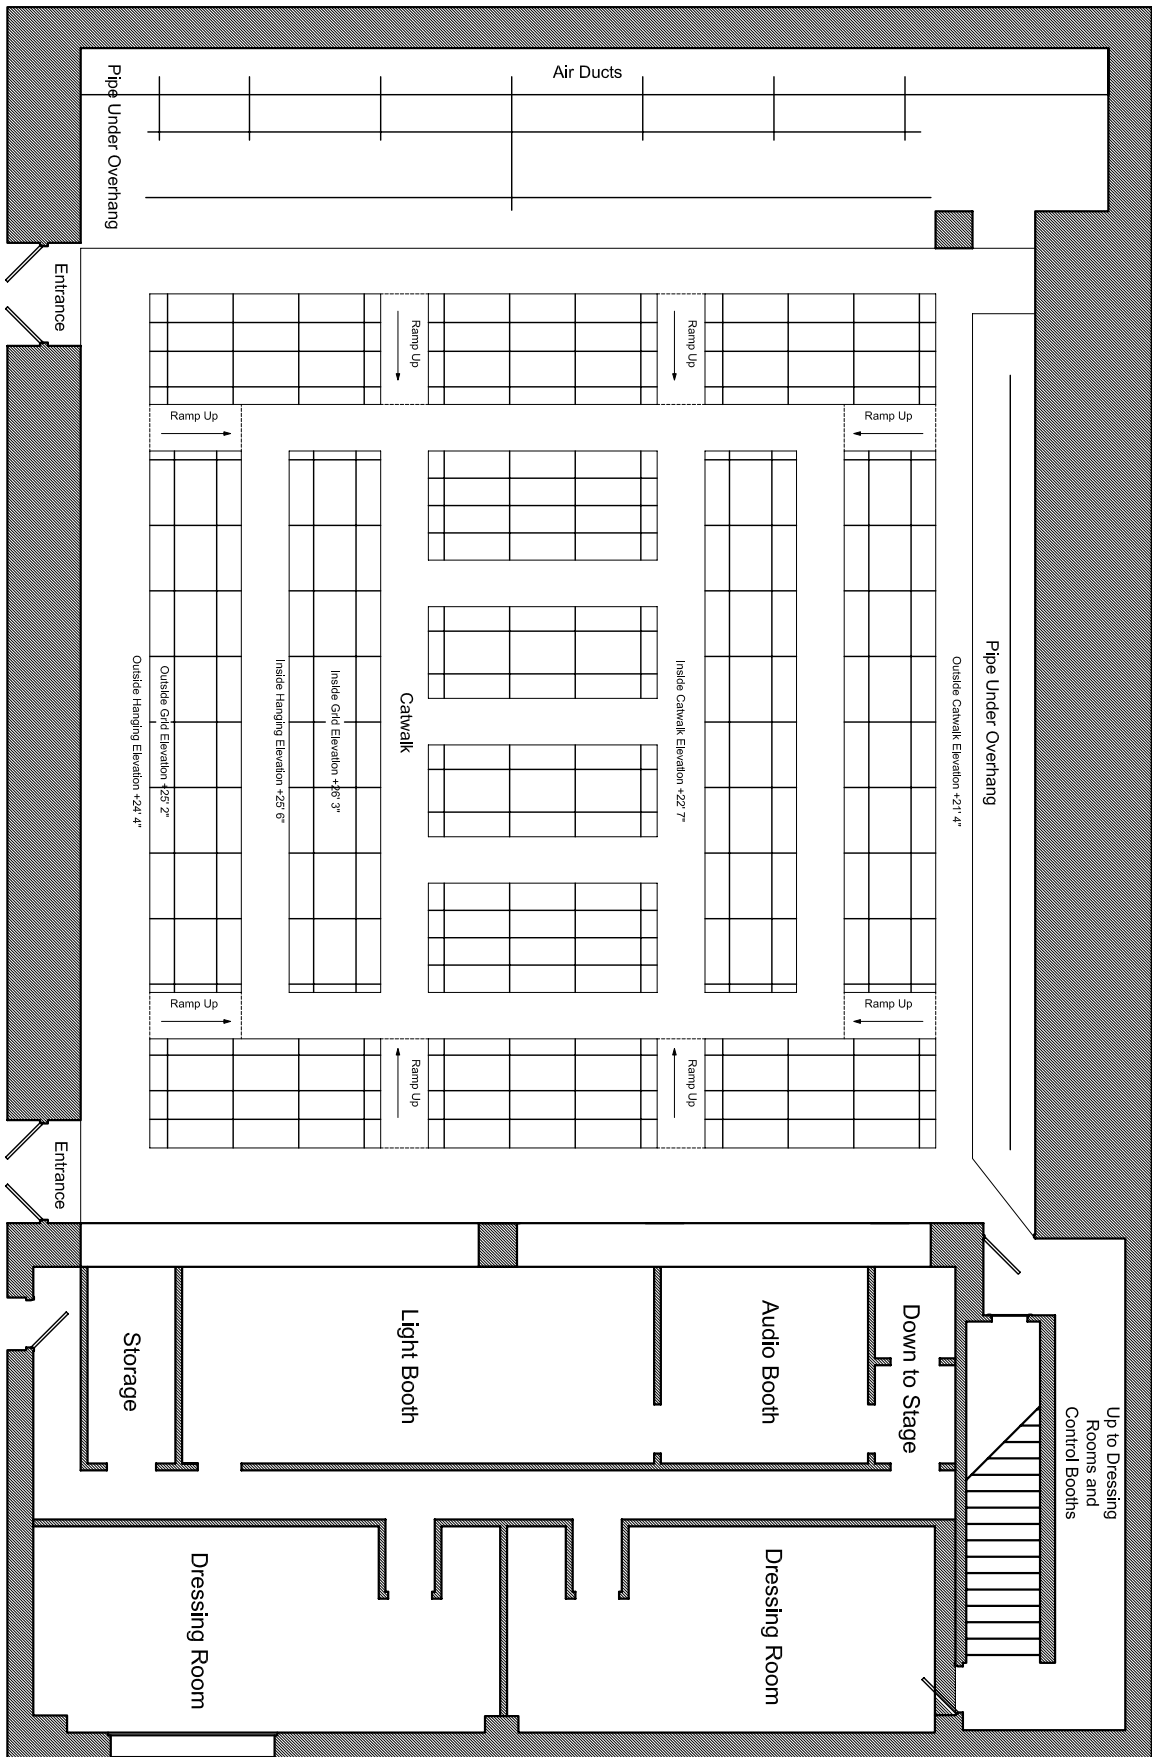 Air Ducts
Pipe Under Overhang
Entrance
Ramp Up
Ramp Up
Ramp Up
Ramp Up
Pipe Under Overhang
Outside Catwalk Elevation +21' 4"
Inside Catwalk Elevation +22' 7"
Catwalk
Inside Grid Elevation +26' 3"
Inside Hanging Elevation +25' 6"
Outside Grid Elevation +25' 2"
Outside Hanging Elevation +24' 4"
Ramp Up
Ramp Up
Ramp Up
Ramp Up
Entrance
Storage
Light Booth
Audio Booth
Down to Stage
Up to Dressing
Rooms and
Control Booths
Dressing Room
Dressing Room